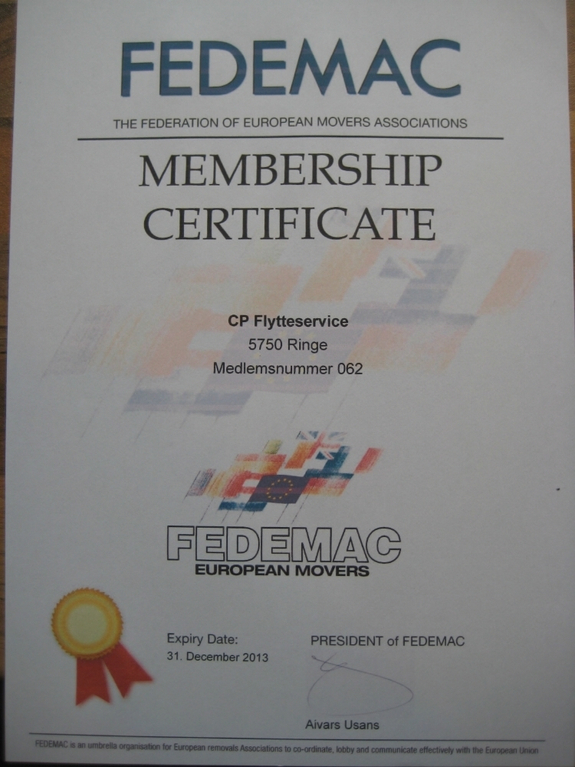 FEDEMAC
THE FEDERATION OF EUROPEAN MOVERS ASSOCIATIONS
MEMBERSHIP
CERTIFICATE
CP Flytteservice
5750 Ringe
Medlemsnummer 062
FEDEMAC
EUROPEAN MOVERS
Expiry Date:
31. December 2013
PRESIDENT of FEDEMAC
Aivars Usans
FEDEMAC is an umbrella organisation for European removals Associations to co-ordinate, lobby and communicate effectively with the European Union